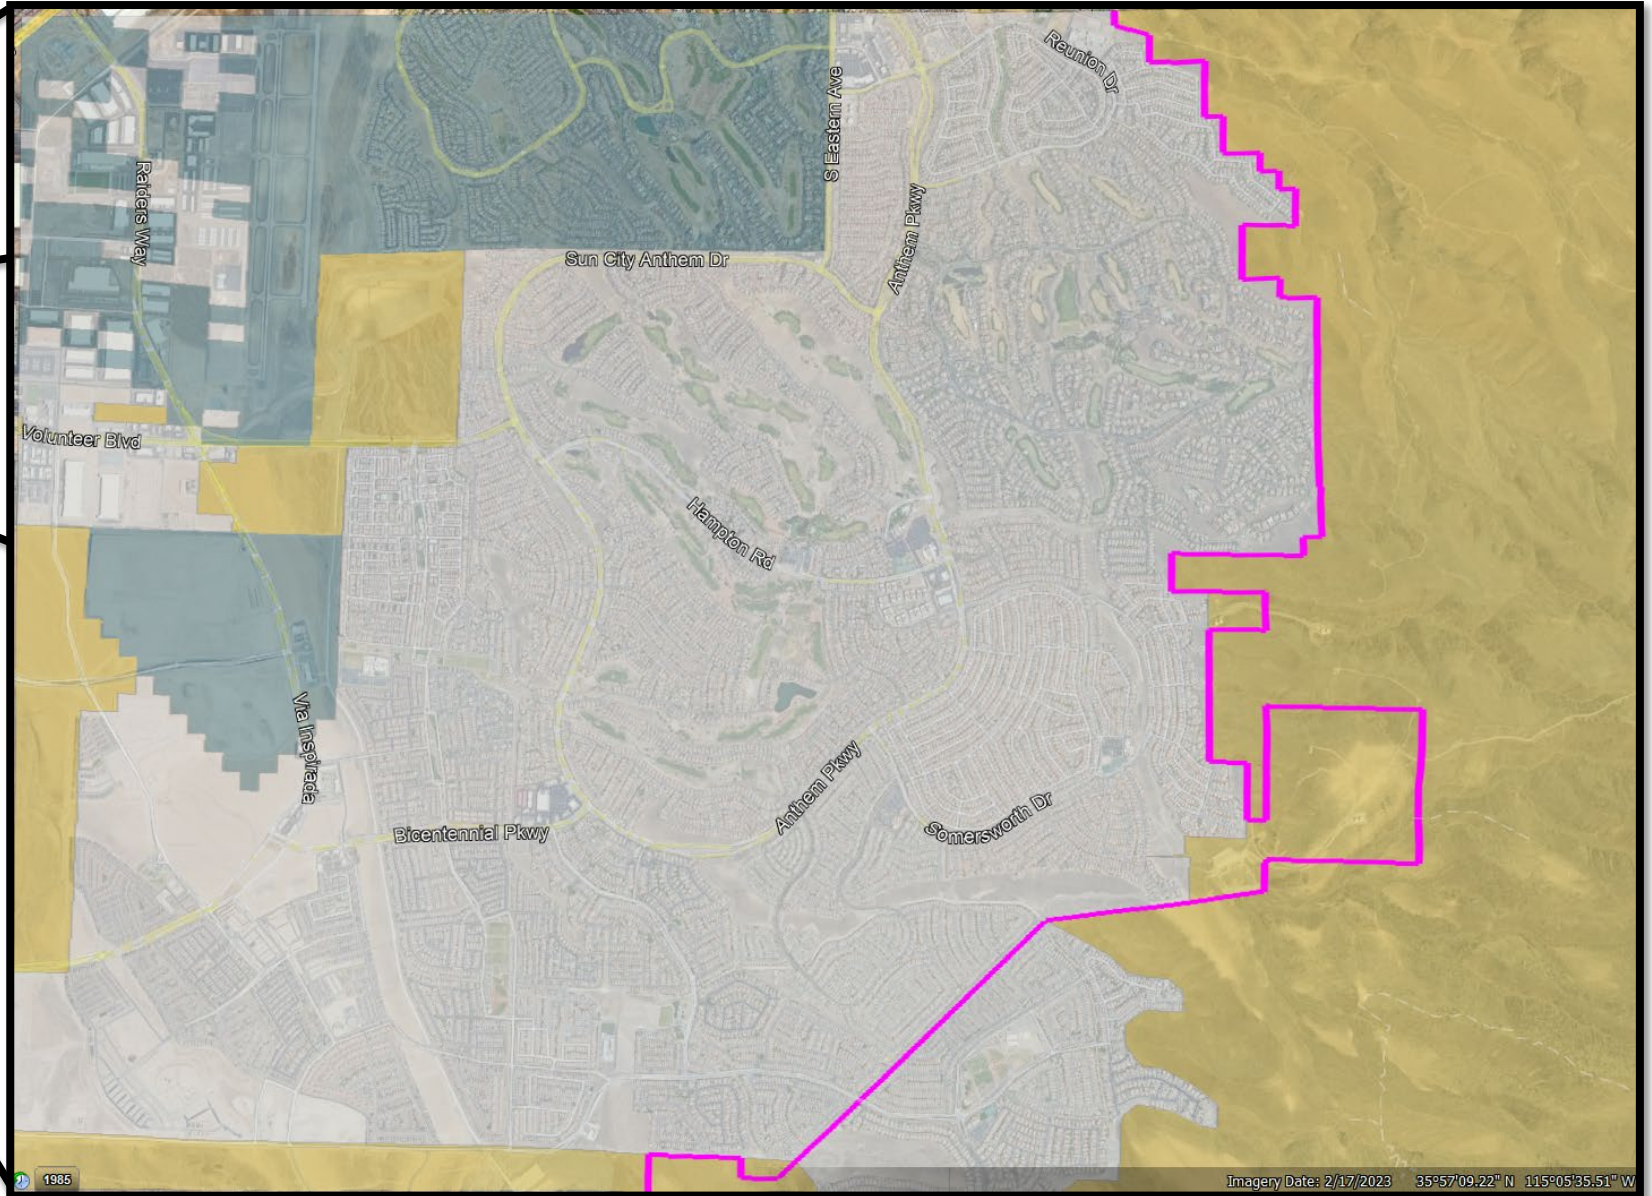 Reunion Dr
S Eastern Ave
Raiders Way
Anthem Pkwy
Sun City Anthem Dr
Volunteer Blvd
Hampton Rd
Via Inspirada
Anthem Pkwy
Somersworth Dr
Bicentennial Pkwy
1985
Imagery Date: 2/17/2023 35°57'09.22" N 115°05'35.51" W